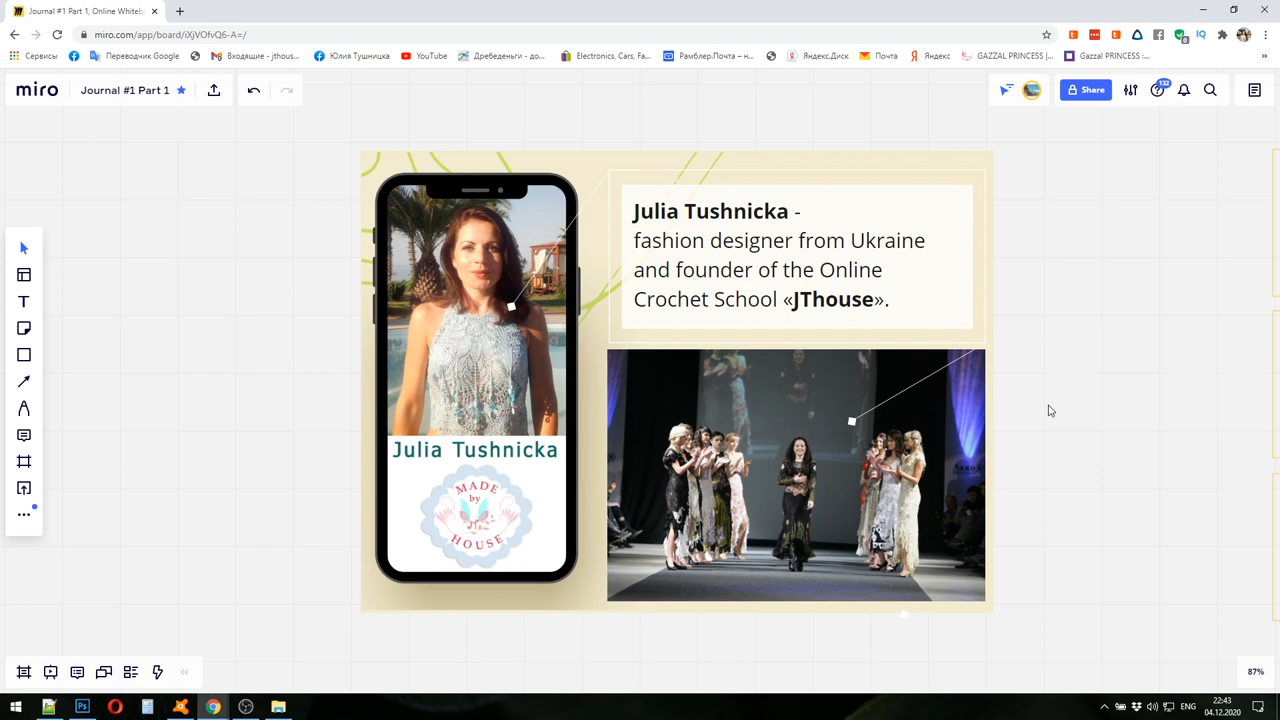 Journal #1 Part 1, Online Whiteb
miro.com/app/board/iXjVOfvQ6-A=/
Сервисы
Переводчик Google
Входящие - jthous...
Юлия Тушницка
YouTube
Дребеденьги - до...
Electronics, Cars, Fa...
Рамблер.Почта – н...
Яндекс.Диск
Почта
Яндекс
GAZZAL PRINCESS |...
Gazzal PRINCESS :...
»
miro
Journal #1 Part 1
132
Share
Julia Tushnicka -
fashion designer from Ukraine
and founder of the Online
Crochet School «JThouse».
Julia Tushnicka
MADE
by
JT
HOUSE
87%
ENG
22:43
04.12.2020